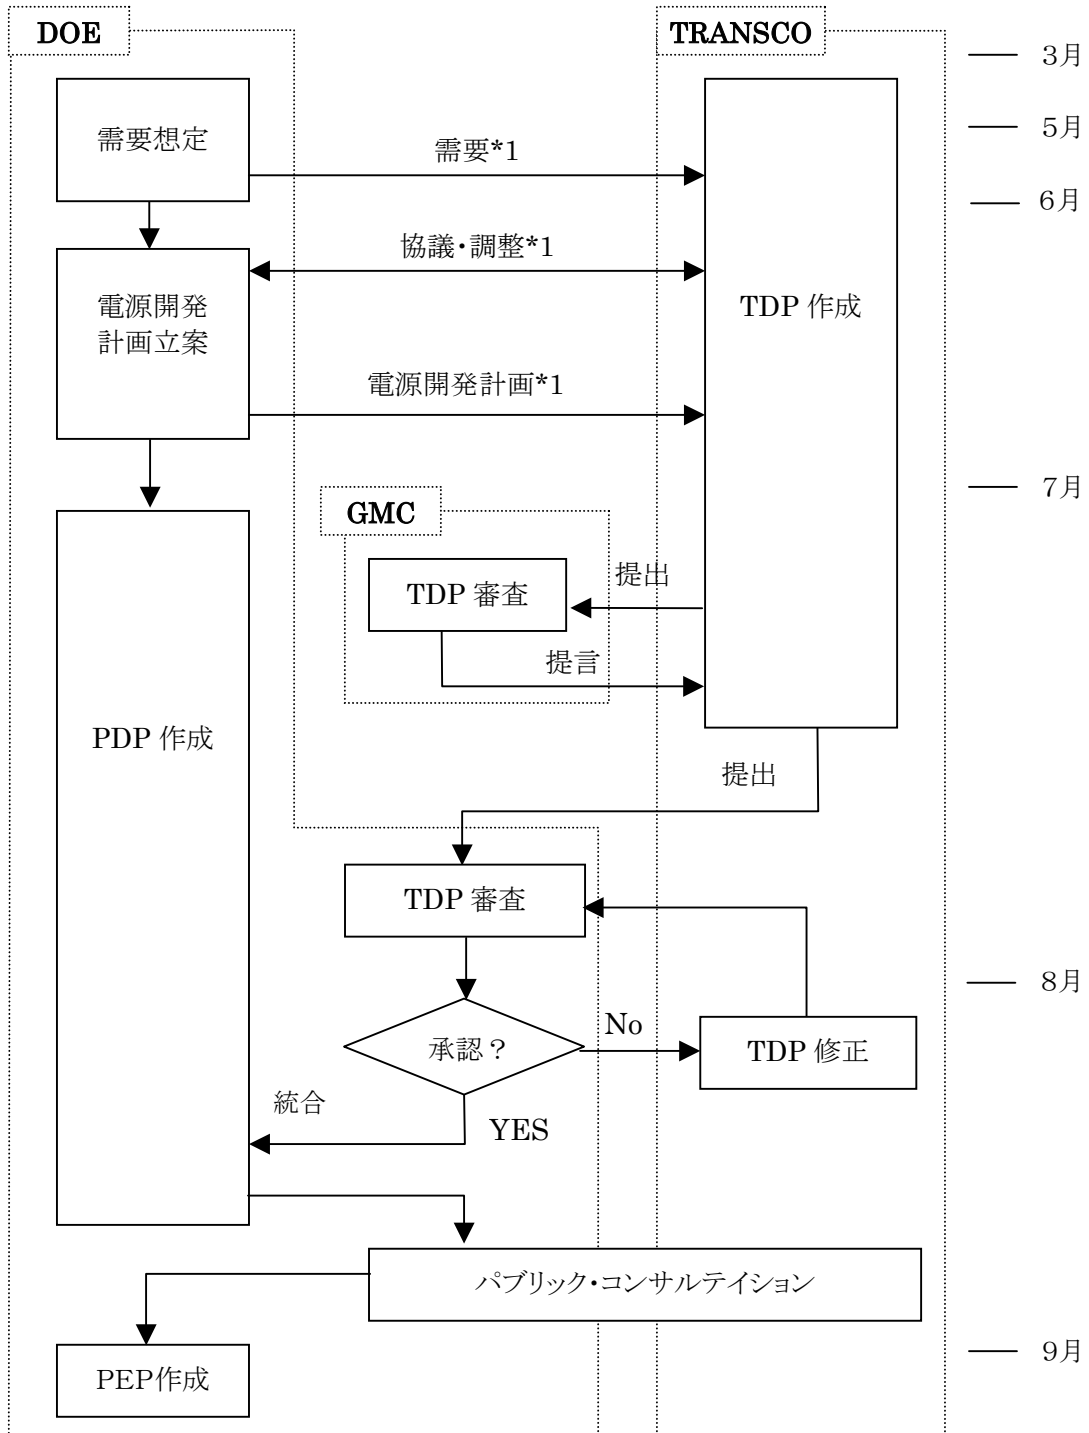 DOE
TRANSCO
3月
需要想定
5月
需要*1
6月
協議・調整*1
電源開発
計画立案
TDP 作成
電源開発計画*1
7月
GMC
TDP 審査
提出
提言
PDP 作成
提出
TDP 審査
8月
承認？
No
TDP 修正
統合
YES
パブリック・コンサルテイション
9月
PEP作成